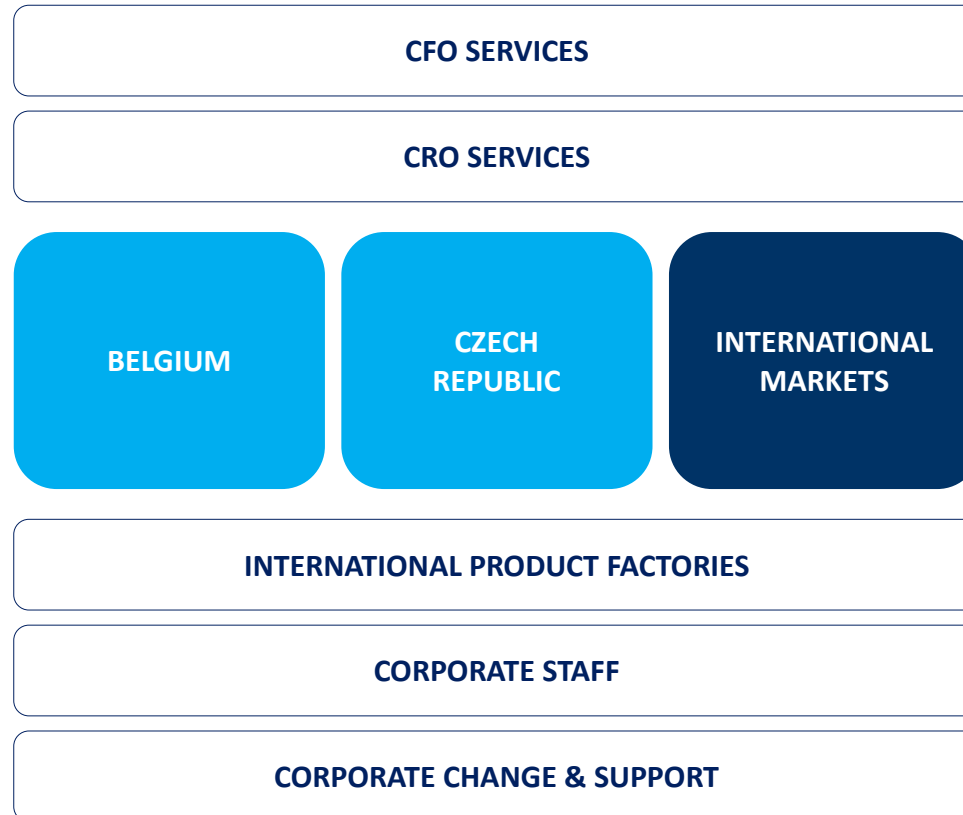 CFO SERVICES
CRO SERVICES
BELGIUM
CZECH
REPUBLIC
INTERNATIONAL
MARKETS
INTERNATIONAL PRODUCT FACTORIES
CORPORATE STAFF
CORPORATE CHANGE & SUPPORT